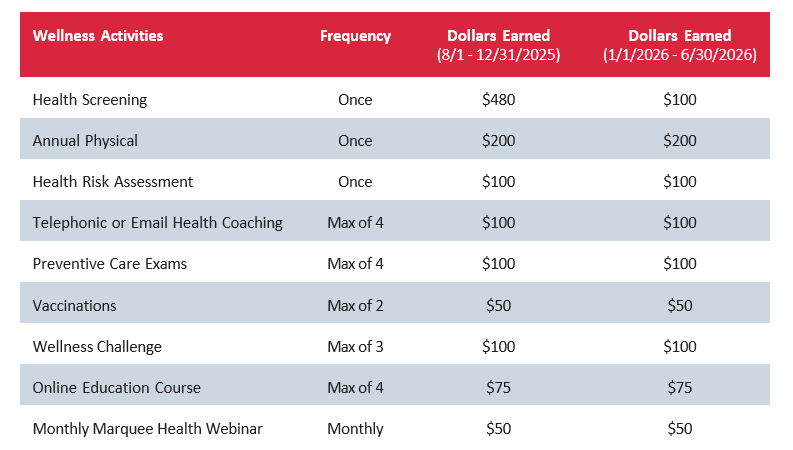 Wellness Activities Frequency Dollars Earned Dollars Earned
(8/1 - 12/31/2025) (1/1/2026 - 6/30/2026)
Health Screening Once $480 $100
Annual Physical Once $200 $200
Health Risk Assessment Once $100 $100
Telephonic or Email Health Coaching Max of 4 $100 $100
Preventive Care Exams Max of 4 $100 $100
Vaccinations Max of 2 $50 $50
Wellness Challenge Max of 3 $100 $100
Online Education Course Max of 4 $75 $75
Monthly Marquee Health Webinar Monthly $50 $50